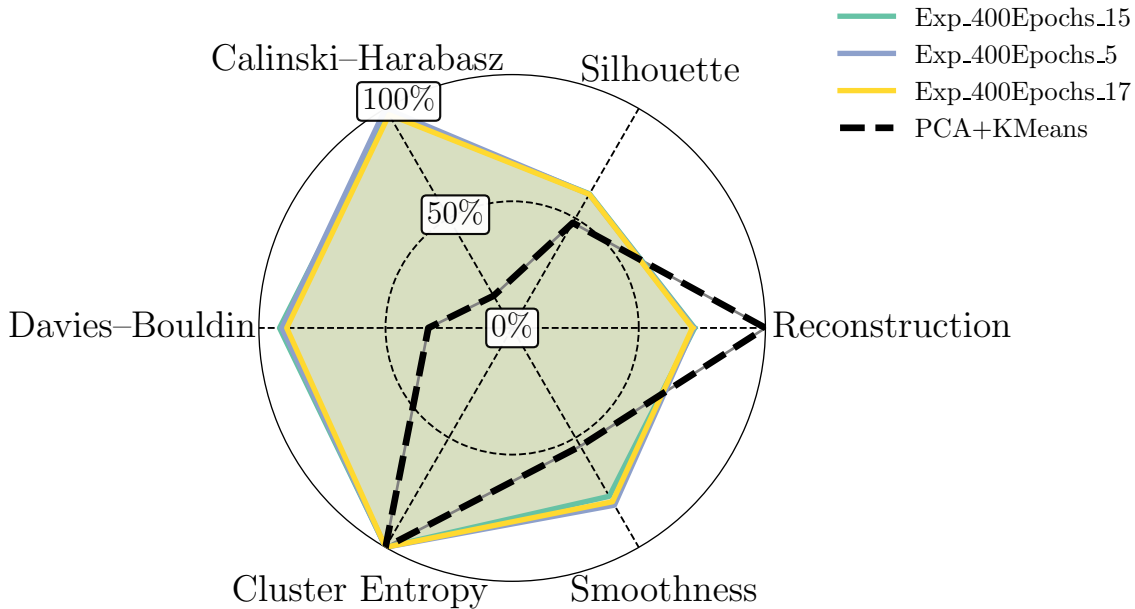 Exp_400Epochs_15
Exp_400Epochs_5
Exp_400Epochs_17
PCA+KMeans
Calinski–Harabasz
Silhouette
100%
50%
Davies–Bouldin
0%
Reconstruction
Cluster Entropy
Smoothness